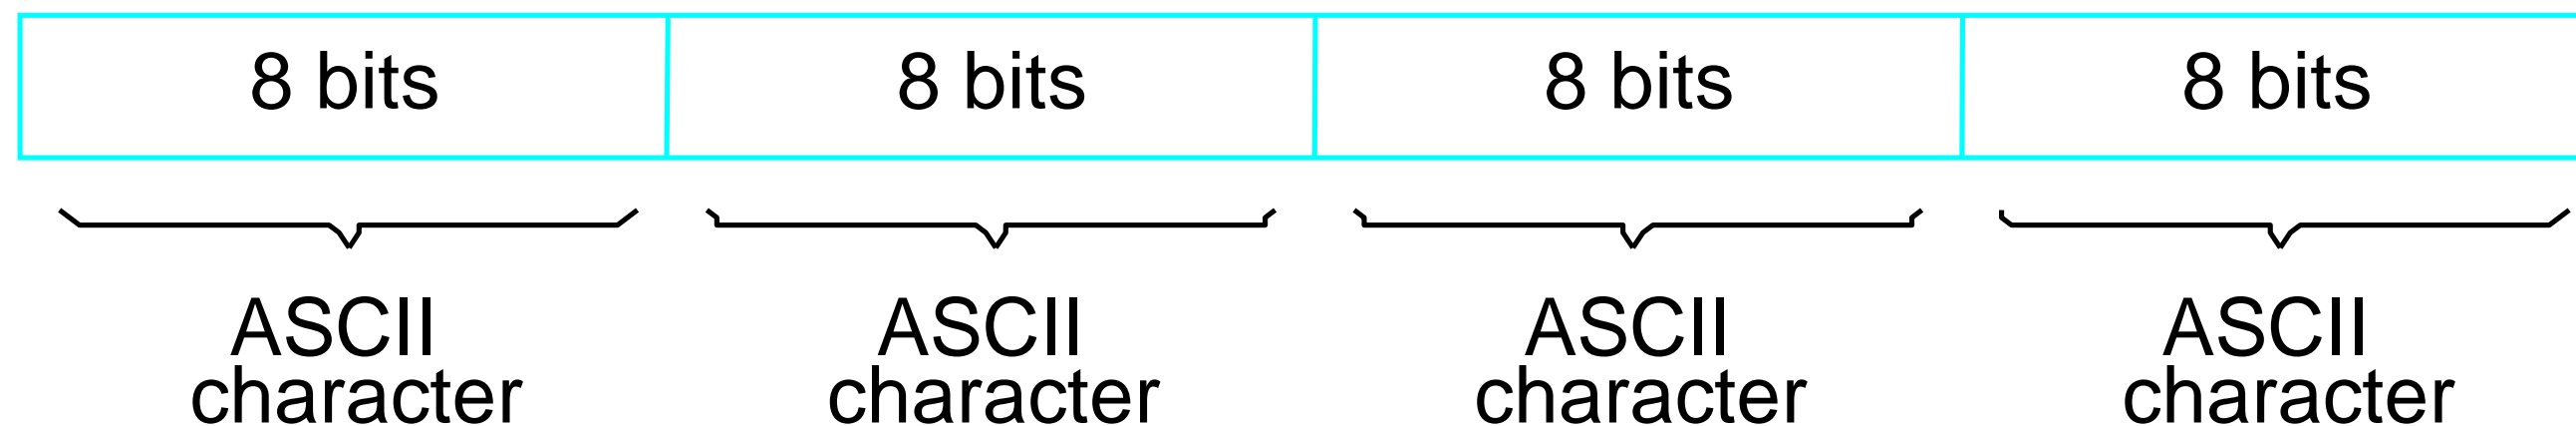 8 bits 8 bits 8 bits 8 bits
ASCII ASCII ASCII ASCII
character character character character